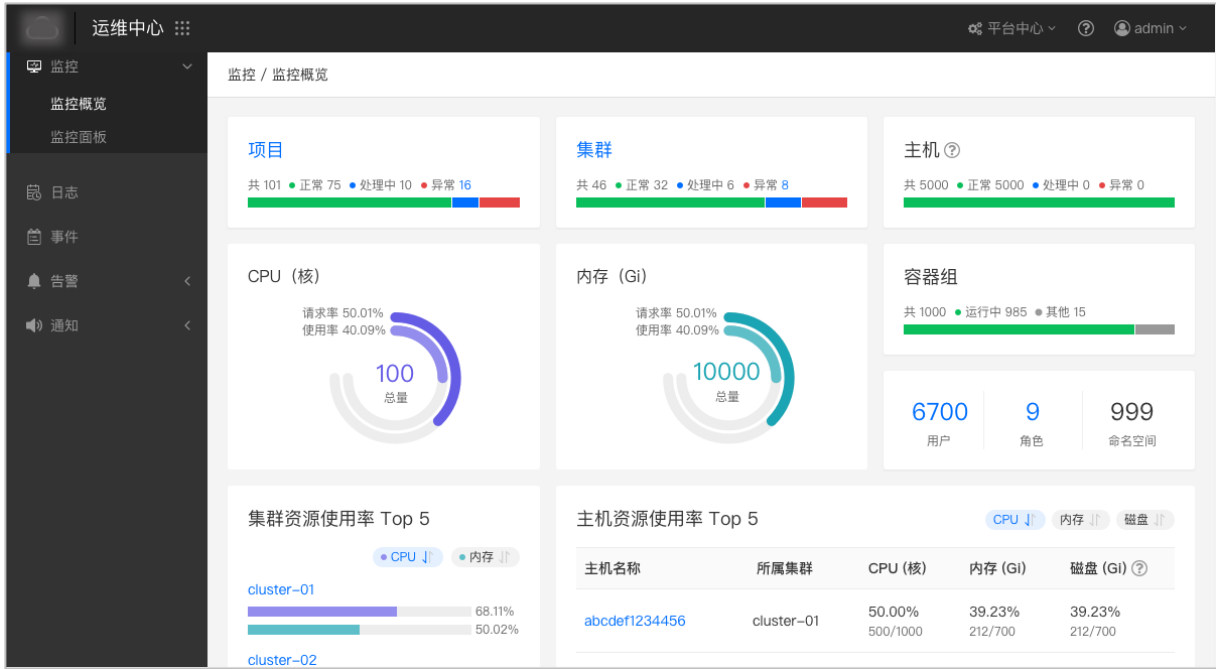 运维中心
平台中心
admin
监控
监控概览
监控面板
日志
事件
告警
通知
监控 / 监控概览
项目
共 101 正常 75 处理中 10 异常 16
集群
共 46 正常 32 处理中 6 异常 8
主机
共 5000 正常 5000 处理中 0 异常 0
CPU（核）
请求率 50.01%
使用率 40.09%
100
总量
内存（Gi）
请求率 50.01%
使用率 40.09%
10000
总量
容器组
共 1000 运行中 985 其他 15
6700
用户
9
角色
999
命名空间
集群资源使用率 Top 5
CPU 内存
cluster-01
68.11%
50.02%
cluster-02
主机资源使用率 Top 5
CPU 内存 磁盘
主机名称 所属集群 CPU (核) 内存 (Gi) 磁盘 (Gi)
abcdef1234456 cluster-01 50.00% 39.23% 39.23%
500/1000 212/700 212/700